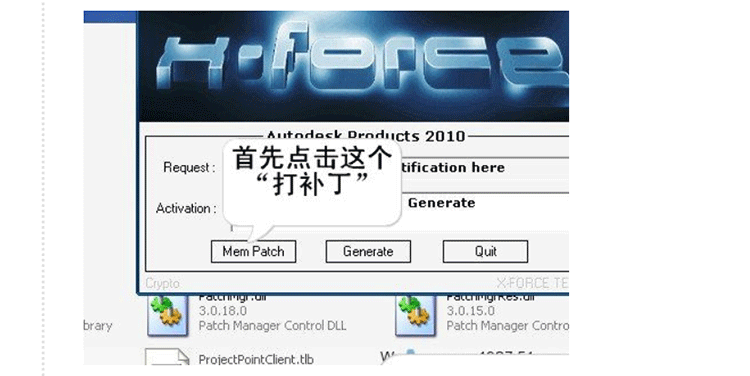 x-force
Autodesk Products 2010
首先点击这个
“打补丁”
Request :
tification here
Activation :
Generate
Mem Patch
Generate
Quit
Crypto
X-FORCE TE
PatchMgr.dll
PatchMgrRes.dll
3.0.18.0
3.0.15.0
brary
Patch Manager Control DLL
Patch Manager Contro
ProjectPointClient.tlb